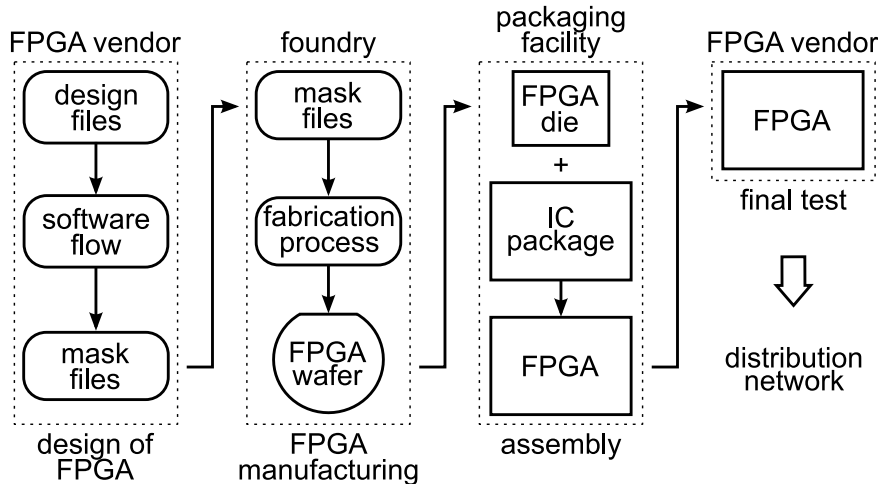 FPGA vendor
design
files
software
flow
mask
files
design of
FPGA
foundry
mask
files
fabrication
process
FPGA
wafer
FPGA
manufacturing
packaging
facility
FPGA
die
+
IC
package
FPGA
assembly
FPGA vendor
FPGA
final test
distribution
network